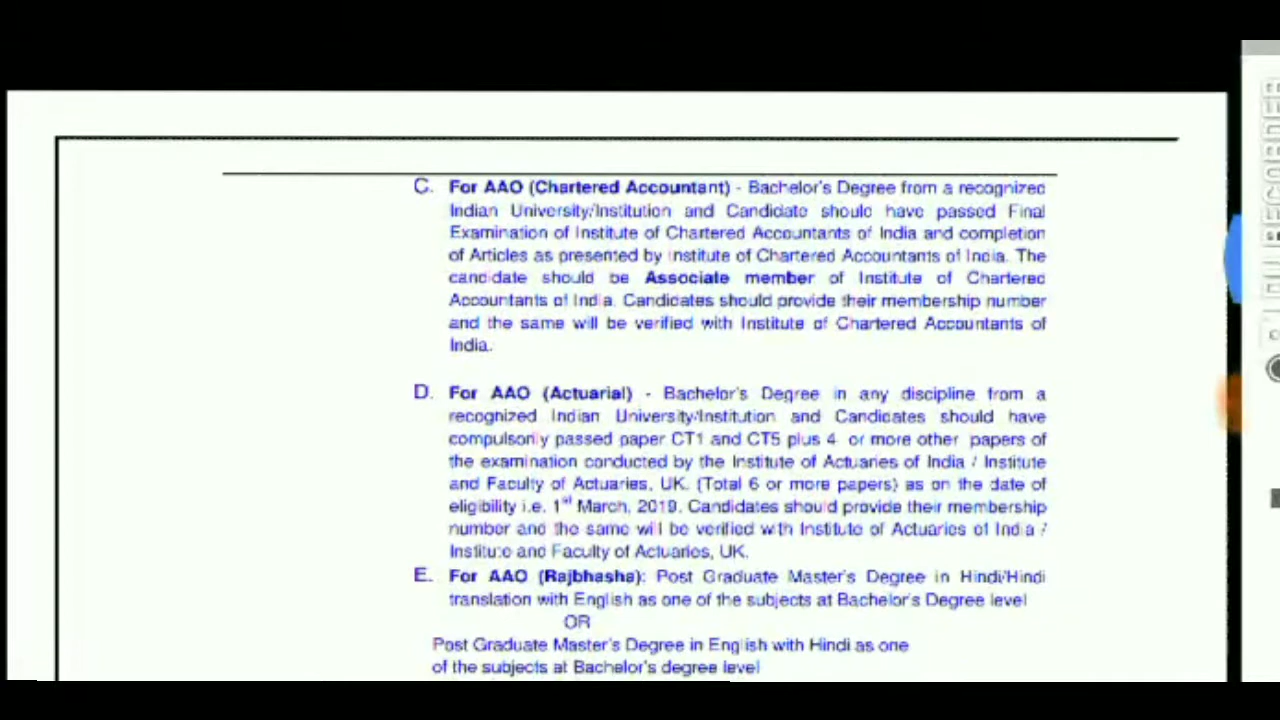 C. For AAO (Chartered Accountant) - Bachelor's Degree from a recognized
Indian University/Institution and Candidate should have passed Final
Examination of Institute of Chartered Accountants of India and completion
of Articles as presented by Institute of Chartered Accountants of India. The
candidate should be Associate member of Institute of Chartered
Accountants of India. Candidates should provide their membership number
and the same will be verified with Institute of Chartered Accountants of
India.
D. For AAO (Actuarial) - Bachelor's Degree in any discipline from a
recognized Indian University/Institution and Candidates should have
compulsorily passed paper CT1 and CT5 plus 4 or more other papers of
the examination conducted by the Institute of Actuaries of India / Institute
and Faculty of Actuaries, UK. (Total 6 or more papers) as on the date of
eligibility i.e. 1st March, 2019. Candidates should provide their membership
number and the same will be verified with Institute of Actuaries of India /
Institute and Faculty of Actuaries, UK.
E. For AAO (Rajbhasha): Post Graduate Master's Degree in Hindi/Hindi
translation with English as one of the subjects at Bachelor's Degree level
OR
Post Graduate Master's Degree in English with Hindi as one
of the subjects at Bachelor's degree level